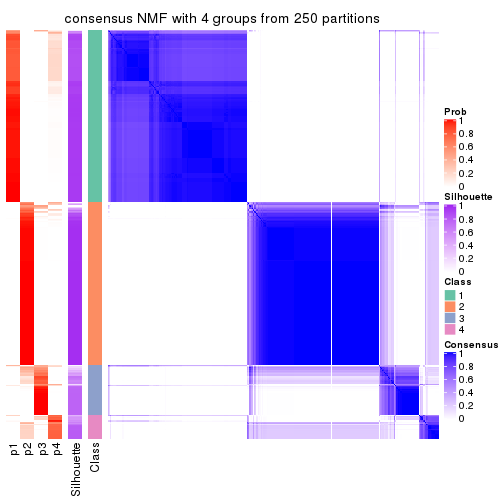 consensus NMF with 4 groups from 250 partitions
Prob
1
0.8
0.6
0.4
0.2
0
Silhouette
1
0.8
0.6
0.4
0.2
0
Class
1
2
3
4
Consensus
1
0.8
0.6
0.4
0.2
0
p1
p2
p3
p4
Silhouette
Class